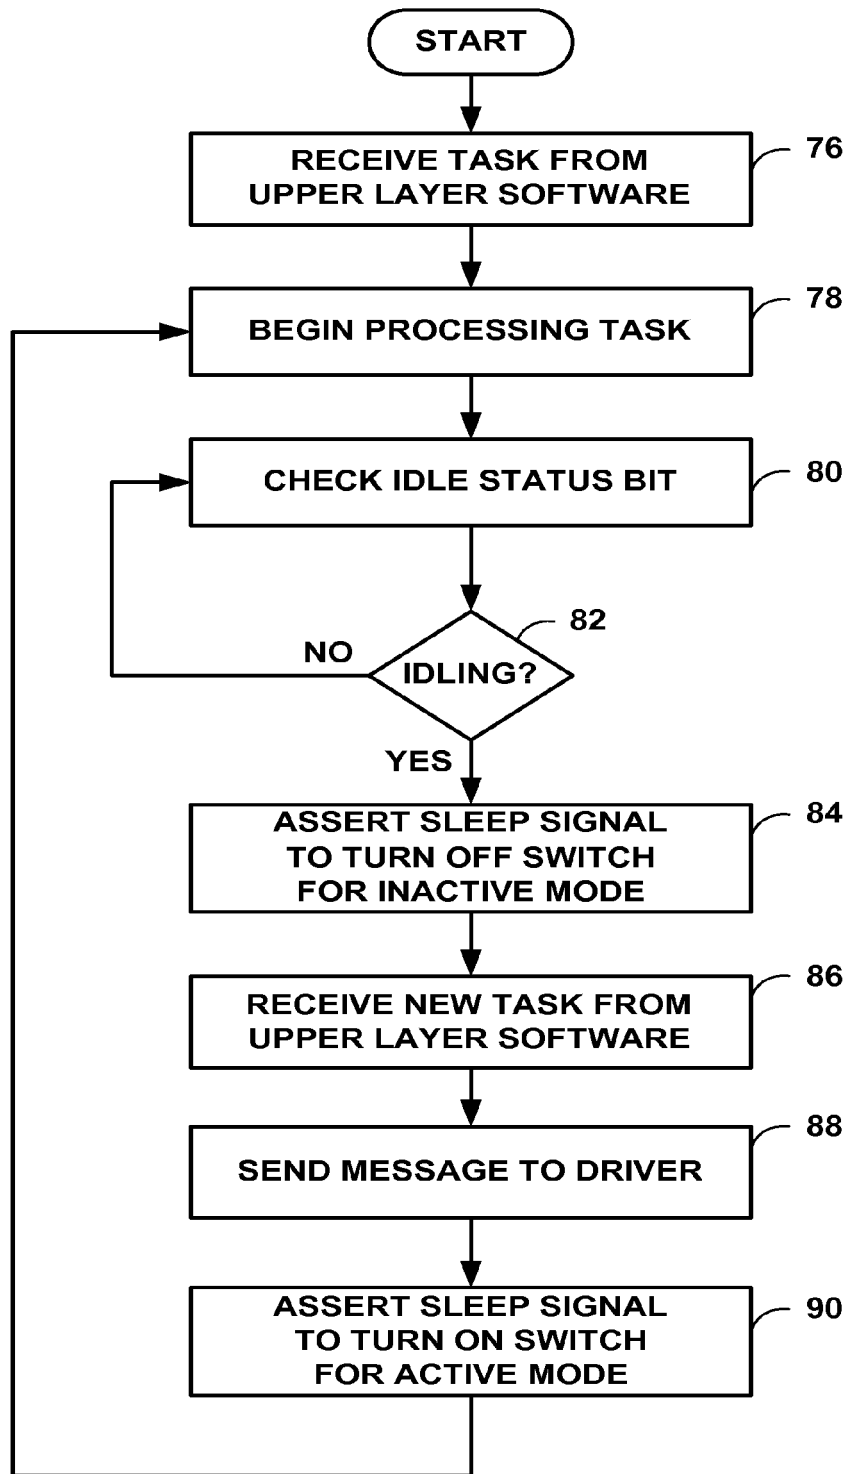 START
RECEIVE TASK FROM
UPPER LAYER SOFTWARE
76
BEGIN PROCESSING TASK
78
CHECK IDLE STATUS BIT
80
IDLING?
82
NO
YES
ASSERT SLEEP SIGNAL
TO TURN OFF SWITCH
FOR INACTIVE MODE
84
RECEIVE NEW TASK FROM
UPPER LAYER SOFTWARE
86
SEND MESSAGE TO DRIVER
88
ASSERT SLEEP SIGNAL
TO TURN ON SWITCH
FOR ACTIVE MODE
90